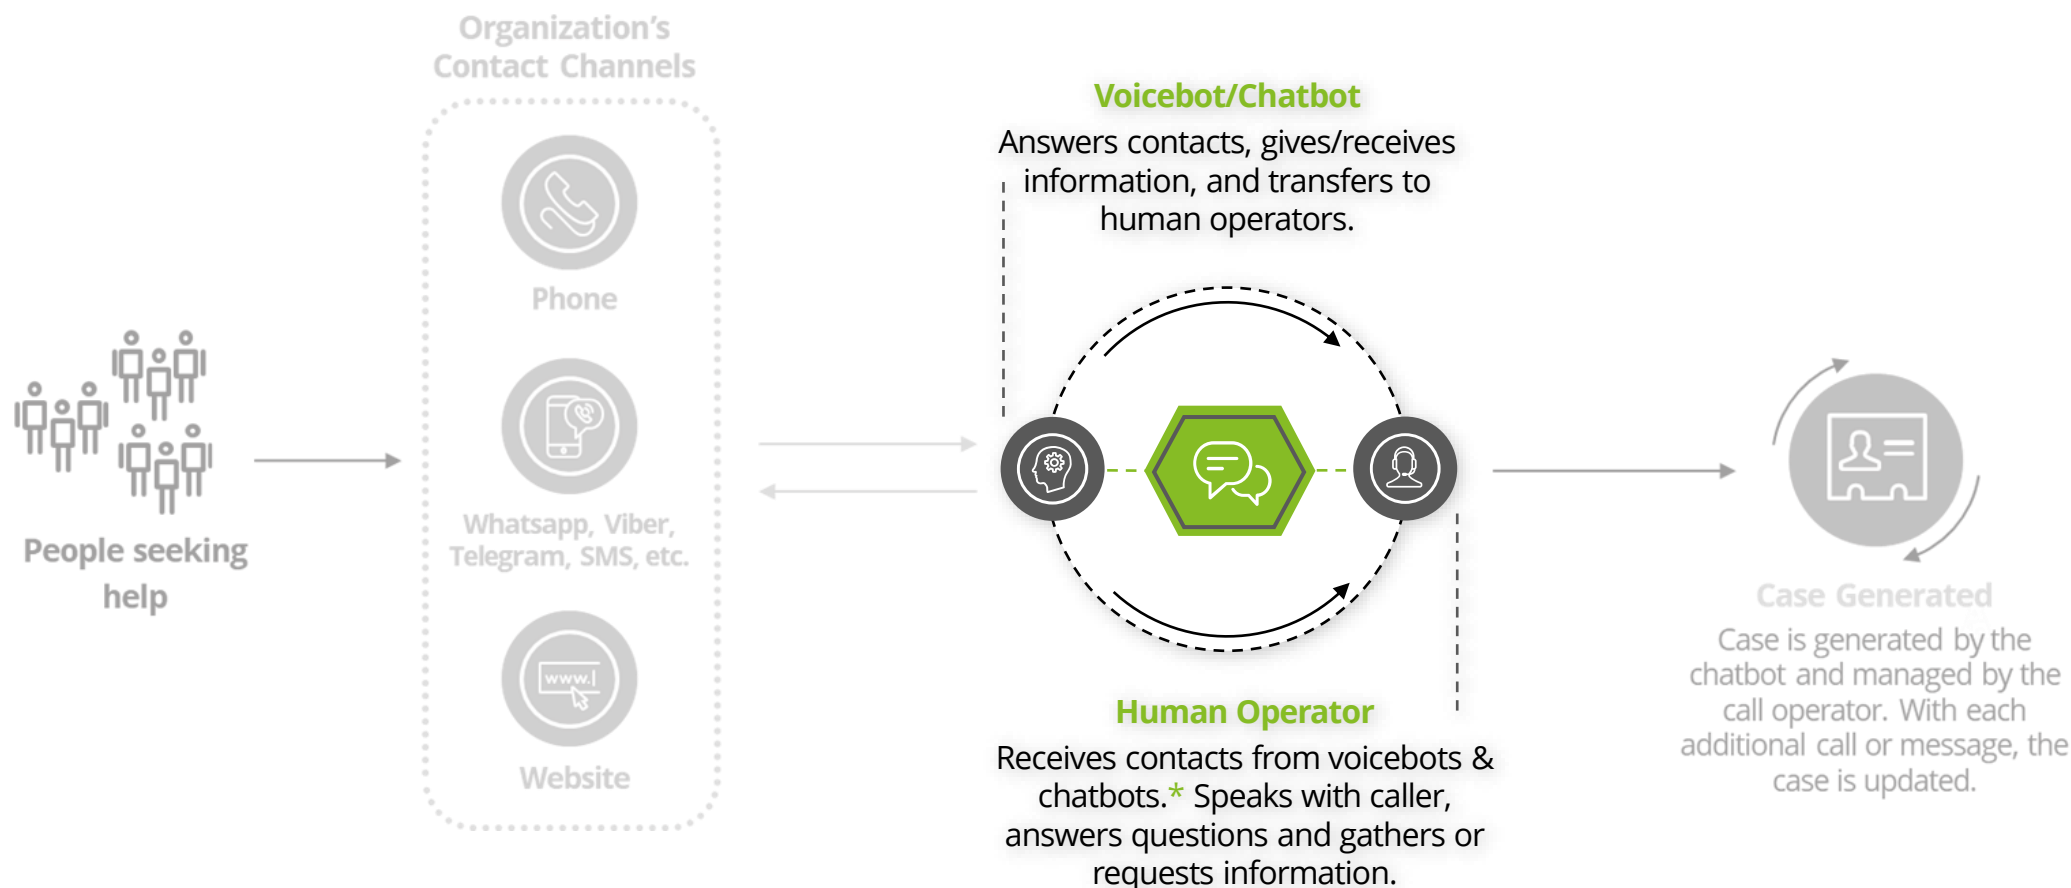 Organization's
Contact Channels
Phone
Whatsapp, Viber,
Telegram, SMS, etc.
www.|
Website
People seeking
help
Voicebot/Chatbot
Answers contacts, gives/receives
information, and transfers to
human operators.
Human Operator
Receives contacts from voicebots &
chatbots.* Speaks with caller,
answers questions and gathers or
requests information.
Case Generated
Case is generated by the
chatbot and managed by the
call operator. With each
additional call or message, the
case is updated.